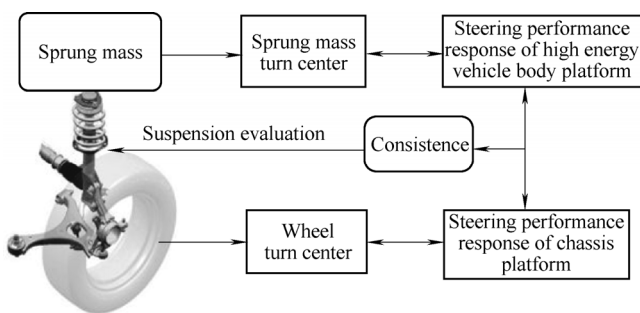 Sprung mass
Sprung mass
turn center
Steering performance
response of high energy
vehicle body platform
Suspension evaluation
Consistence
Wheel
turn center
Steering performance
response of chassis
platform